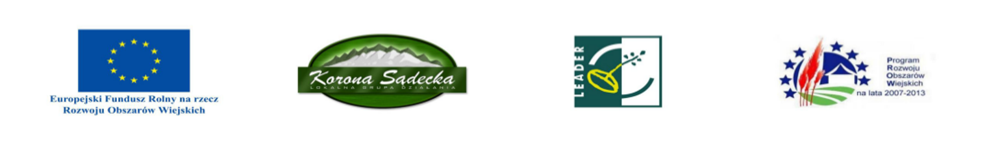 Europejski Fundusz Rolny na rzecz
Rozwoju Obszarów Wiejskich
Korona Sądecka
LOKALNA GRUPA DZIAŁANIA
LEADER
Program
Rozwoju
Obszarów
Wiejskich
na lata 2007-2013